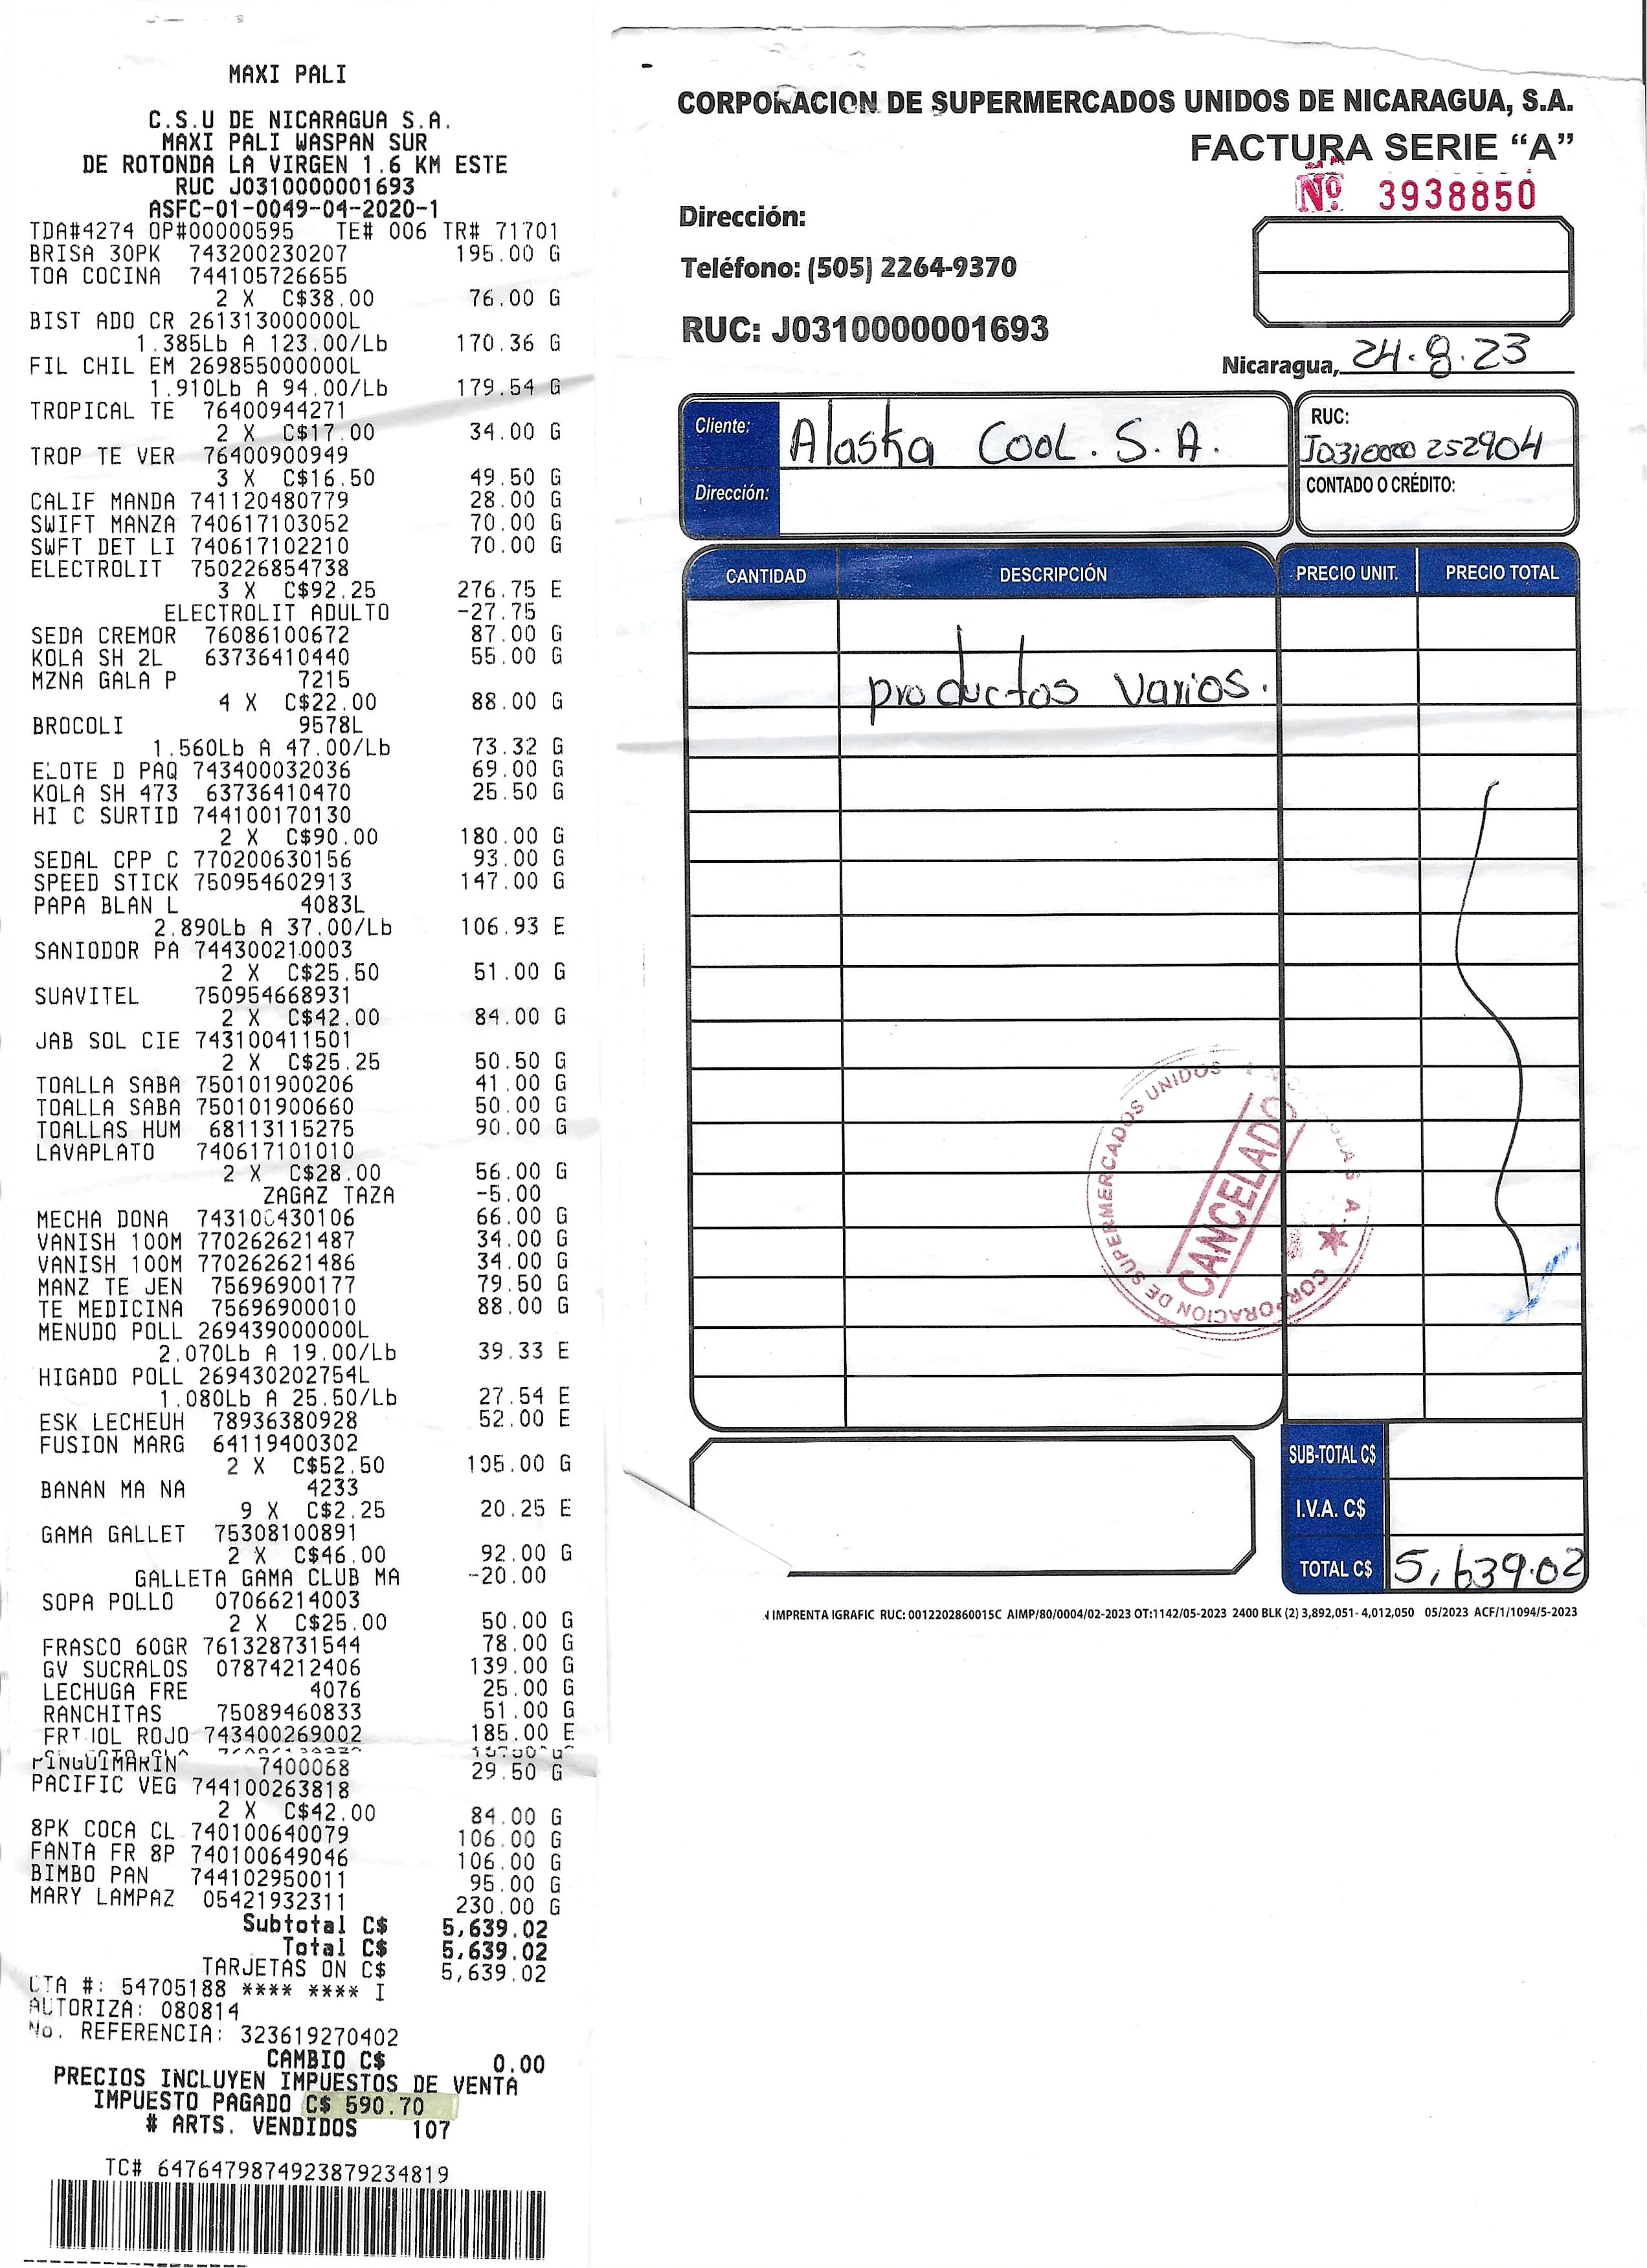 MAXI PALI
C.S.U DE NICARAGUA S.A.
MAXI PALI WASPAN SUR
DE ROTONDA LA VIRGEN 1.6 KM ESTE
RUC J0310000001693
ASFC-01-0049-04-2020-1
TDA#4274 OP#00000595 TE# 006 TR# 71701
BRISA 30PK 743200230207 195.00 G
TOA COCINA 744105726655
2 X C$38.00 76.00 G
BIST ADO CR 261313000000L
1.385Lb A 123.00/Lb 170.36 G
FIL CHIL EM 269855000000L
1.910Lb A 94.00/Lb 179.54 G
TROPICAL TE 76400944271
2 X C$17.00 34.00 G
TROP TE VER 76400900949
3 X C$16.50 49.50 G
CALIF MANDA 741120480779 28.00 G
SWIFT MANZA 740617103052 70.00 G
SWFT DET LI 740617102210 70.00 G
ELECTROLIT 750226854738
3 X C$92.25 276.75 E
ELECTROLIT ADULTO -27.75
SEDA CREMOR 76086100672 87.00 G
KOLA SH 2L 63736410440 55.00 G
MZNA GALA P 7215
4 X C$22.00 88.00 G
BROCOLI 9578L
1.560Lb A 47.00/Lb 73.32 G
ELOTE D PAQ 743400032036 69.00 G
KOLA SH 473 63736410470 25.50 G
HI C SURTID 744100170130
2 X C$90.00 180.00 G
SEDAL CPP C 770200630156 93.00 G
SPEED STICK 750954602913 147.00 G
PAPA BLAN L 4083L
2.890Lb A 37.00/Lb 106.93 E
SANIODOR PA 744300210003
2 X C$25.50 51.00 G
SUAVITEL 750954668931
2 X C$42.00 84.00 G
JAB SOL CIE 743100411501
2 X C$25.25 50.50 G
TOALLA SABA 750101900206 41.00 G
TOALLA SABA 750101900660 50.00 G
TOALLAS HUM 68113115275 90.00 G
LAVAPLATO 740617101010
2 X C$28.00 56.00 G
ZAGAZ TAZA -5.00
MECHA DONA 743100430106 66.00 G
VANISH 100M 770262621487 34.00 G
VANISH 100M 770262621486 34.00 G
MANZ TE JEN 75696900177 79.50 G
TE MEDICINA 75696900010 88.00 G
MENUDO POLL 269439000000L
2.070Lb A 19.00/Lb 39.33 E
HIGADO POLL 269430202754L
1.080Lb A 25.50/Lb 27.54 E
ESK LECHEUH 78936380928 52.00 E
FUSION MARG 64119400302
2 X C$52.50 105.00 G
BANAN MA NA 4233
9 X C$2.25 20.25 E
GAMA GALLET 75308100891
2 X C$46.00 92.00 G
GALLETA GAMA CLUB MA -20.00
SOPA POLLO 07066214003
2 X C$25.00 50.00 G
FRASCO 60GR 761328731544 78.00 G
GV SUCRALOS 07874212406 139.00 G
LECHUGA FRE 4076 25.00 G
RANCHITAS 75089460833 51.00 G
FRIJOL ROJO 743400269002 185.00 E
PINGUIMARIN 7400068 29.50 G
PACIFIC VEG 744100263818
2 X C$42.00 84.00 G
8PK COCA CL 740100640079 106.00 G
FANTA FR 8P 740100649046 106.00 G
BIMBO PAN 744102950011 95.00 G
MARY LAMPAZ 05421932311 230.00 G
Subtotal C$ 5,639.02
Total C$ 5,639.02
TARJETAS ON C$ 5,639.02
CTA #: 54705188 **** **** I
AUTORIZA: 080814
No. REFERENCIA: 323619270402
CAMBIO C$ 0.00
PRECIOS INCLUYEN IMPUESTOS DE VENTA
IMPUESTO PAGADO C$ 590.70
# ARTS. VENDIDOS 107
TC# 6476479874923879234819
CORPORACION DE SUPERMERCADOS UNIDOS DE NICARAGUA, S.A.
FACTURA SERIE “A”
Nº 3938850
Dirección:
Teléfono: (505) 2264-9370
RUC: J0310000001693
Nicaragua, 24.8.23
Cliente: Alaska Cool. S. A.
RUC: J0310000252904
Dirección:
CONTADO O CRÉDITO:
CANTIDAD DESCRIPCIÓN PRECIO UNIT. PRECIO TOTAL
productos varios.
CORPORACION DE SUPERMERCADOS UNIDOS
CANCELADO
SUB-TOTAL C$
I.V.A. C$
TOTAL C$ 5,639.02
IMPRENTA IGRAFIC RUC: 0012202860015C AIMP/80/0004/02-2023 OT:1142/05-2023 2400 BLK (2) 3,892,051- 4,012,050 05/2023 ACF/1/1094/5-2023